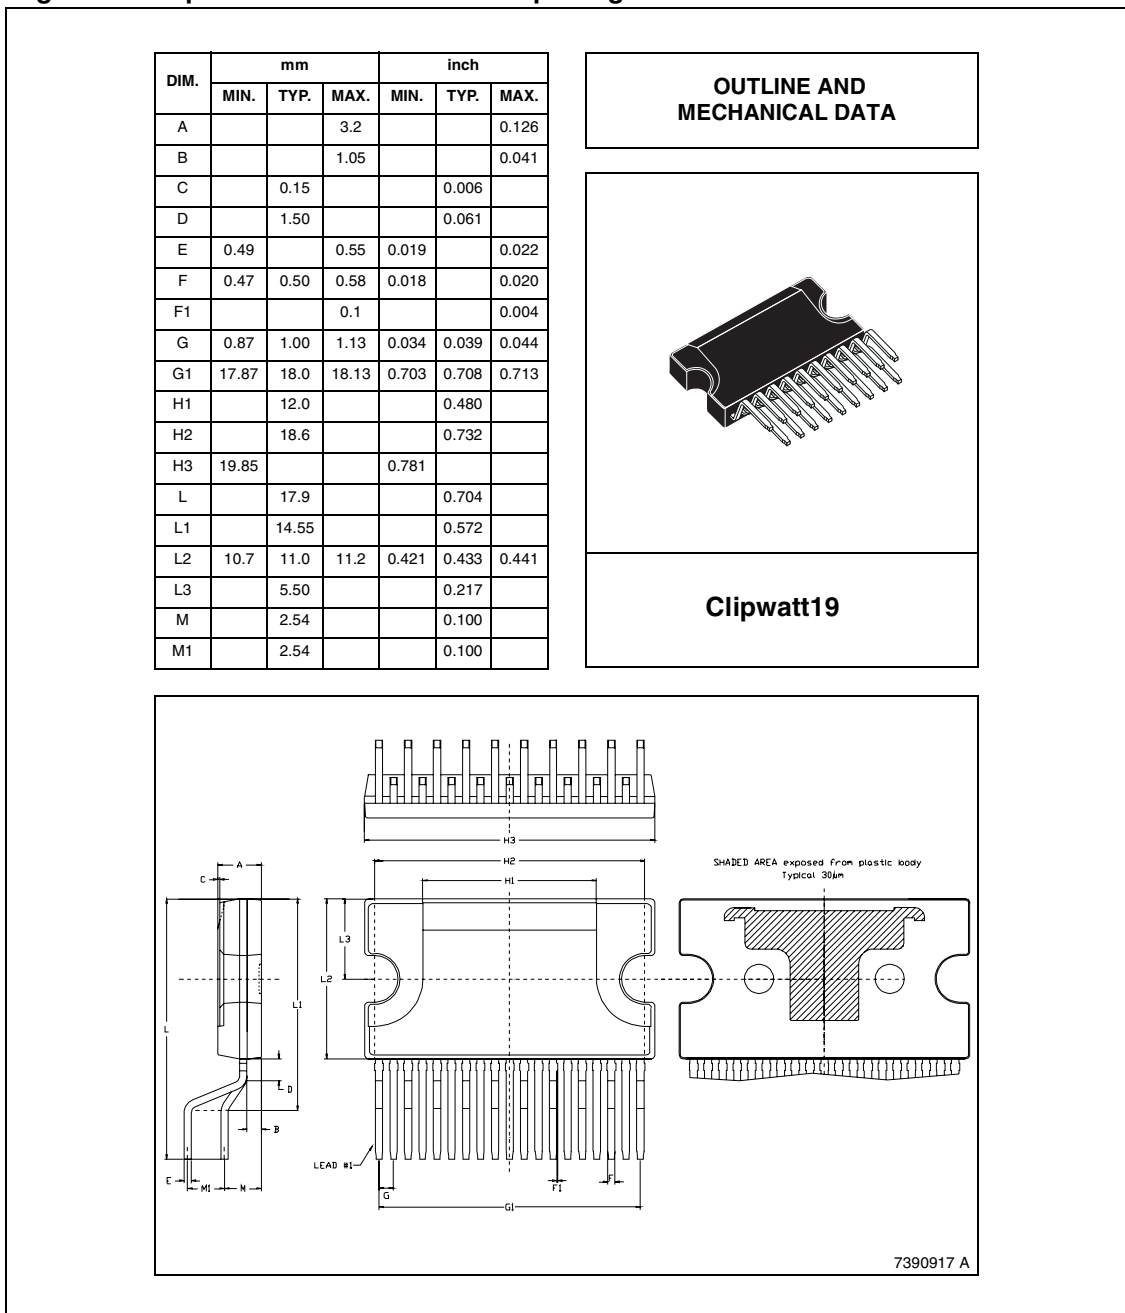 DIM. mm inch
MIN. TYP. MAX. MIN. TYP. MAX.
A 3.2 0.126
B 1.05 0.041
C 0.15 0.006
D 1.50 0.061
E 0.49 0.55 0.019 0.022
F 0.47 0.50 0.58 0.018 0.020
F1 0.1 0.004
G 0.87 1.00 1.13 0.034 0.039 0.044
G1 17.87 18.0 18.13 0.703 0.708 0.713
H1 12.0 0.480
H2 18.6 0.732
H3 19.85 0.781
L 17.9 0.704
L1 14.55 0.572
L2 10.7 11.0 11.2 0.421 0.433 0.441
L3 5.50 0.217
M 2.54 0.100
M1 2.54 0.100
OUTLINE AND
MECHANICAL DATA
Clipwatt19
H3
H2
H1
A
C
L3
L2
L1
L
D
B
E
M1
M
LEAD #1
G
F1
F
G1
SHADED AREA exposed from plastic body
Typical 30µm
7390917 A